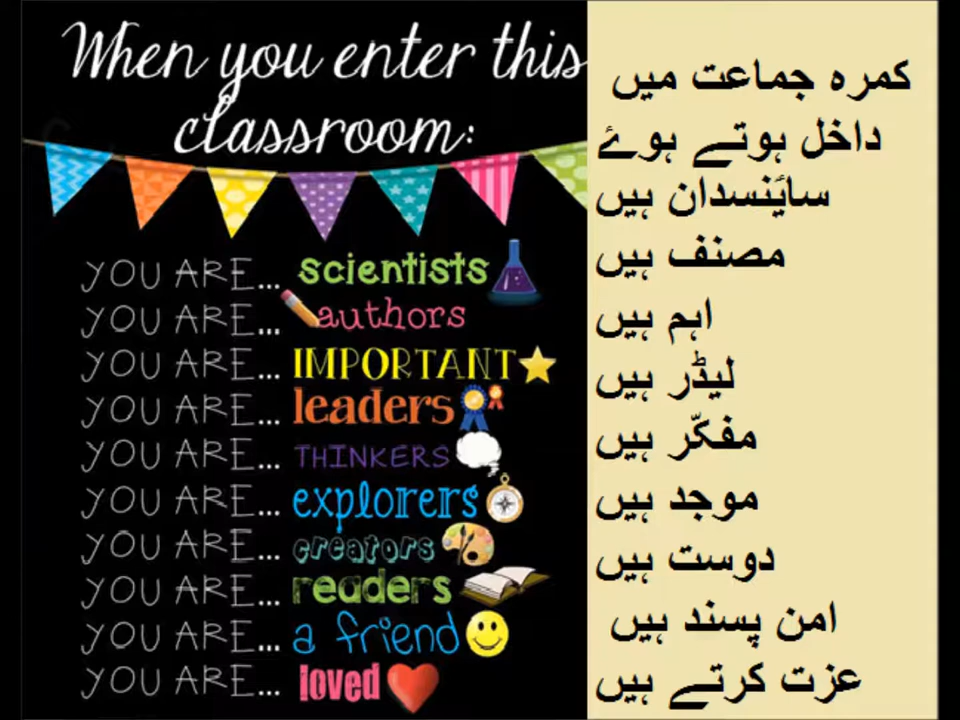 When you enter this
classroom:
YOU ARE... scientists
YOU ARE... authors
YOU ARE... IMPORTANT
YOU ARE... leaders
YOU ARE... THINKERS
YOU ARE... explorers
YOU ARE... creators
YOU ARE... readers
YOU ARE... a friend
YOU ARE... loved
کمرہ جماعت میں
داخل ہوتے ہوۓ
سایٔنسدان ہیں
مصنف ہیں
اہم ہیں
لیڈر ہیں
مفکّر ہیں
موجد ہیں
دوست ہیں
امن پسند ہیں
عزت کرتے ہیں